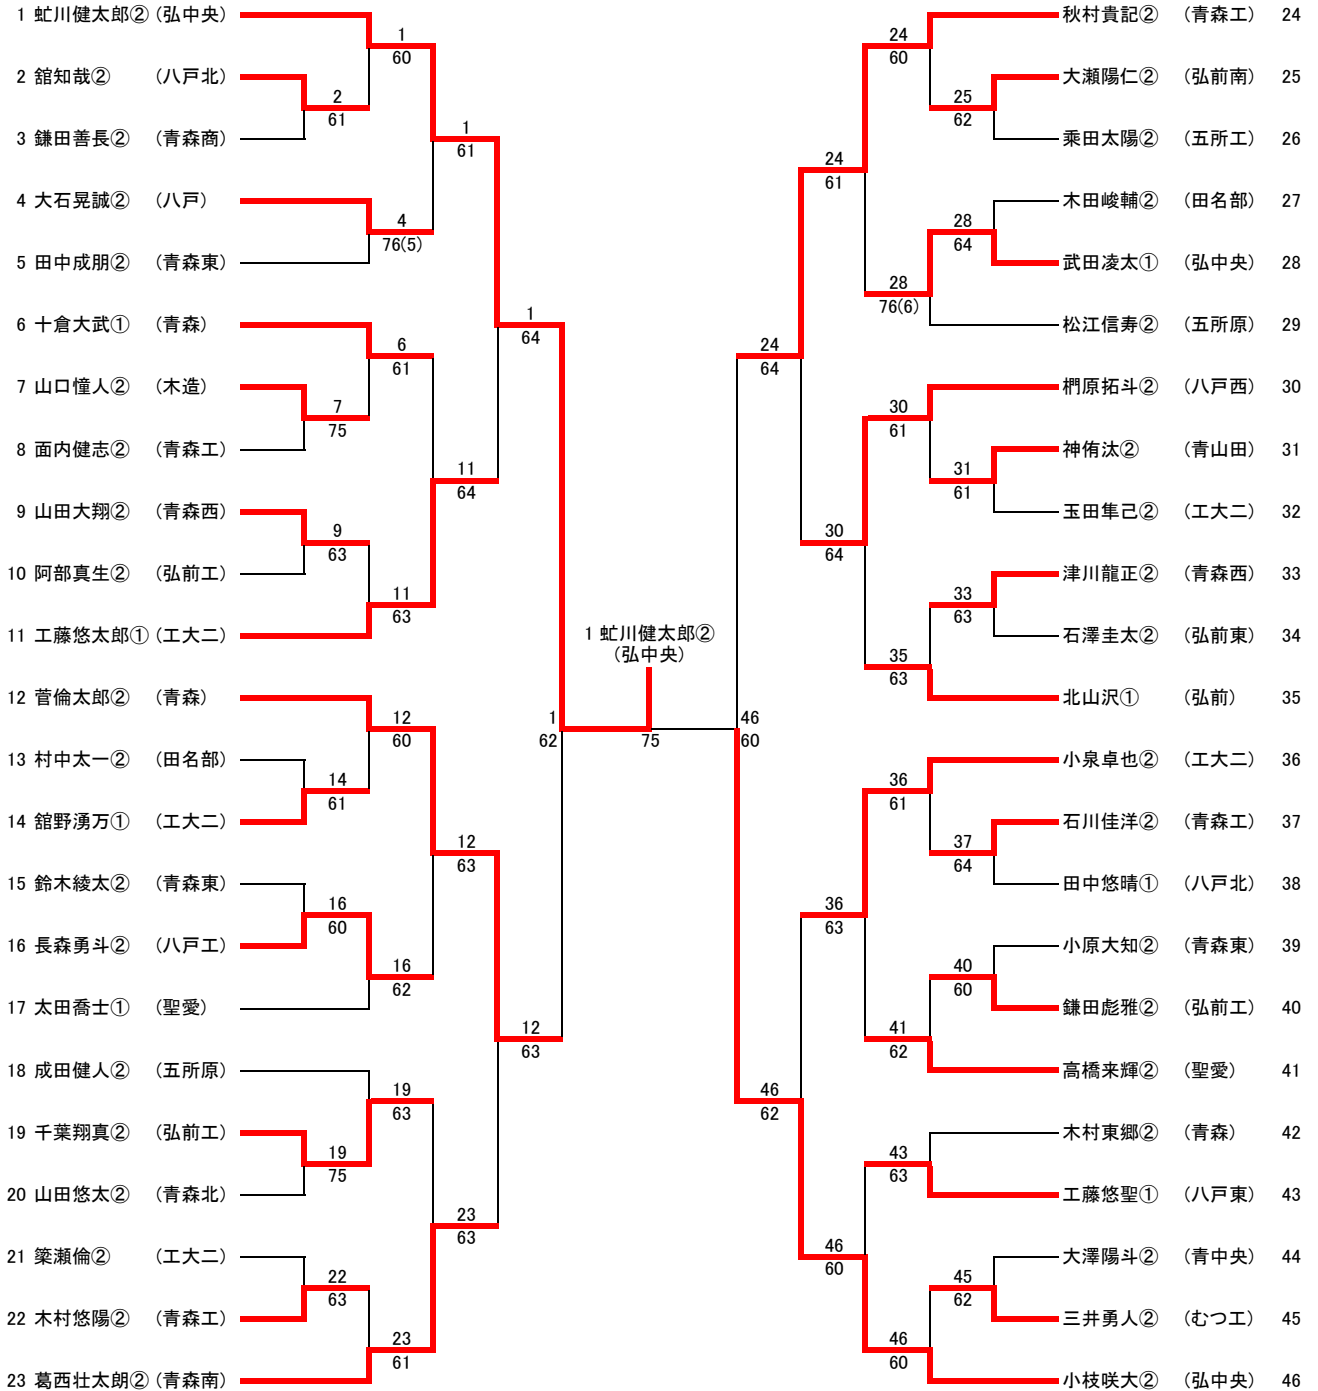 1 虻川健太郎② (弘中央)
2 舘知哉② (八戸北)
3 鎌田善長② (青森商)
4 大石晃誠② (八戸)
5 田中成朋② (青森東)
6 十倉大武① (青森)
7 山口憧人② (木造)
8 面内健志② (青森工)
9 山田大翔② (青森西)
10 阿部真生② (弘前工)
11 工藤悠太郎① (工大二)
12 菅倫太郎② (青森)
13 村中太一② (田名部)
14 舘野湧万① (工大二)
15 鈴木綾太② (青森東)
16 長森勇斗② (八戸工)
17 太田喬士① (聖愛)
18 成田健人② (五所原)
19 千葉翔真② (弘前工)
20 山田悠太② (青森北)
21 簗瀬倫② (工大二)
22 木村悠陽② (青森工)
23 葛西壮太朗② (青森南)
1
60
2
61
4
76(5)
6
61
7
75
9
63
11
63
12
60
14
61
16
60
16
62
19
63
19
75
22
63
23
61
1
61
11
64
12
63
23
63
1
64
12
63
1
62
1 虻川健太郎②
(弘中央)
75
46
60
24
64
46
62
24
61
30
64
36
63
46
60
24
60
25
62
28
64
28
76(6)
30
61
31
61
33
63
35
63
36
61
37
64
40
60
41
62
43
63
45
62
46
60
秋村貴記② (青森工) 24
大瀬陽仁② (弘前南) 25
乘田太陽② (五所工) 26
木田峻輔② (田名部) 27
武田凌太① (弘中央) 28
松江信寿② (五所原) 29
椚原拓斗② (八戸西) 30
神侑汰② (青山田) 31
玉田隼己② (工大二) 32
津川龍正② (青森西) 33
石澤圭太② (弘前東) 34
北山沢① (弘前) 35
小泉卓也② (工大二) 36
石川佳洋② (青森工) 37
田中悠晴① (八戸北) 38
小原大知② (青森東) 39
鎌田彪雅② (弘前工) 40
高橋来輝② (聖愛) 41
木村東郷② (青森) 42
工藤悠聖① (八戸東) 43
大澤陽斗② (青中央) 44
三井勇人② (むつ工) 45
小枝咲大② (弘中央) 46